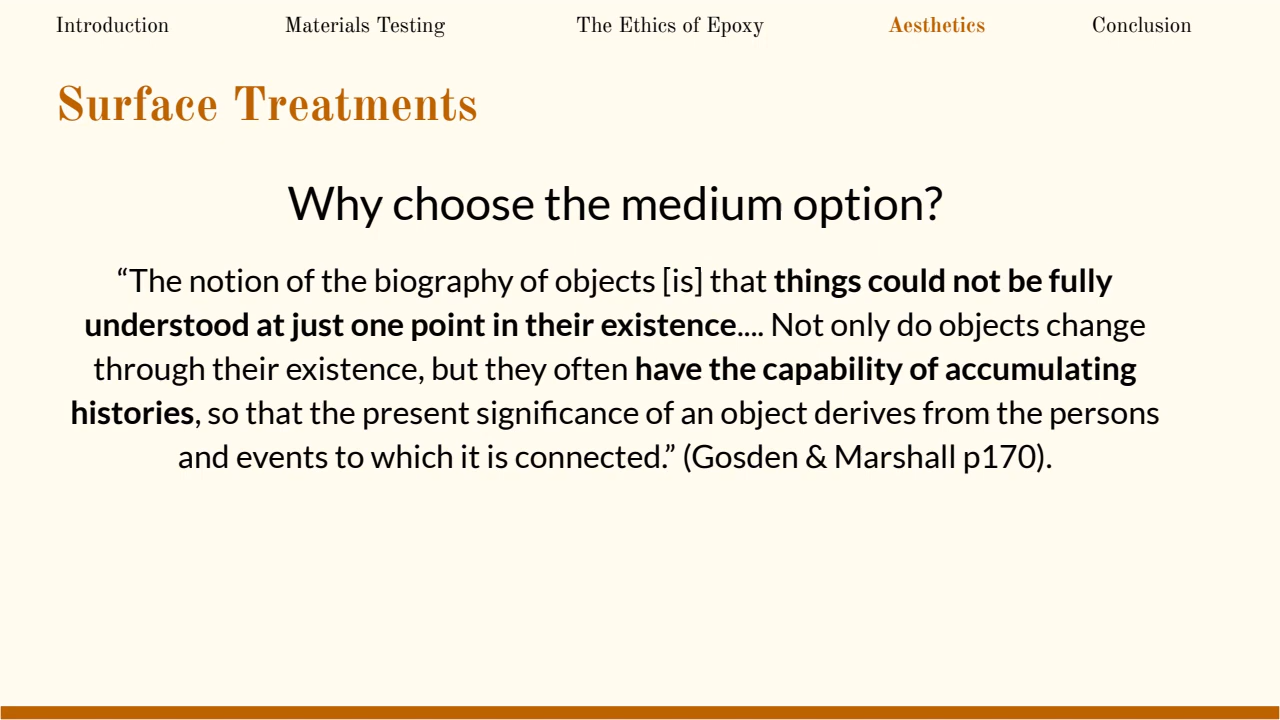 Introduction Materials Testing The Ethics of Epoxy Aesthetics Conclusion
Surface Treatments
Why choose the medium option?
“The notion of the biography of objects [is] that things could not be fully
understood at just one point in their existence.... Not only do objects change
through their existence, but they often have the capability of accumulating
histories, so that the present significance of an object derives from the persons
and events to which it is connected.” (Gosden & Marshall p170).